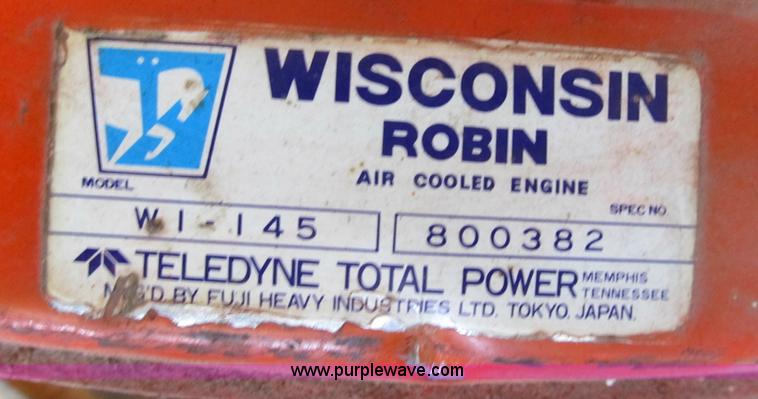 WISCONSIN
ROBIN
AIR COOLED ENGINE
MODEL SPEC NO.
W1-145 800382
TELEDYNE TOTAL POWER MEMPHIS TENNESSEE
MFG'D BY FUJI HEAVY INDUSTRIES LTD. TOKYO. JAPAN.
www.purplewave.com